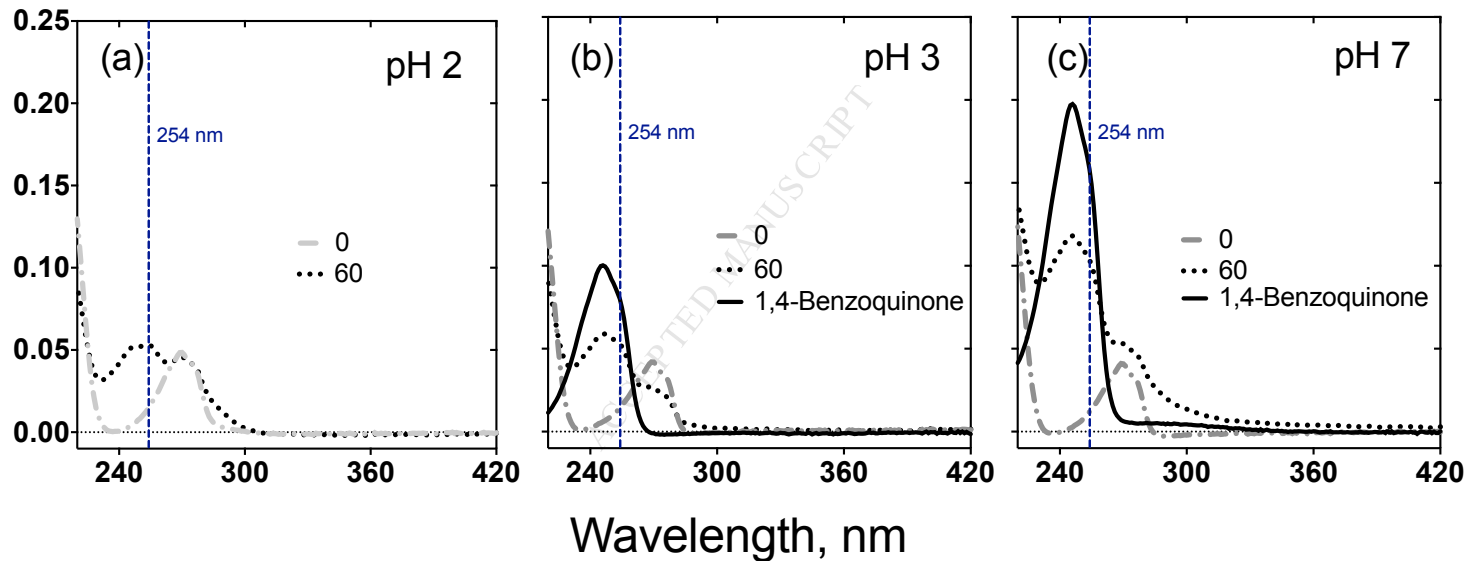 0.25
0.20
0.15
0.10
0.05
0.00
(a)
pH 2
254 nm
0
60
240 300 360 420
(b)
pH 3
254 nm
0
60
1,4-Benzoquinone
240 300 360 420
(c)
pH 7
254 nm
0
60
1,4-Benzoquinone
240 300 360 420
ACCEPTED MANUSCRIPT
Wavelength, nm